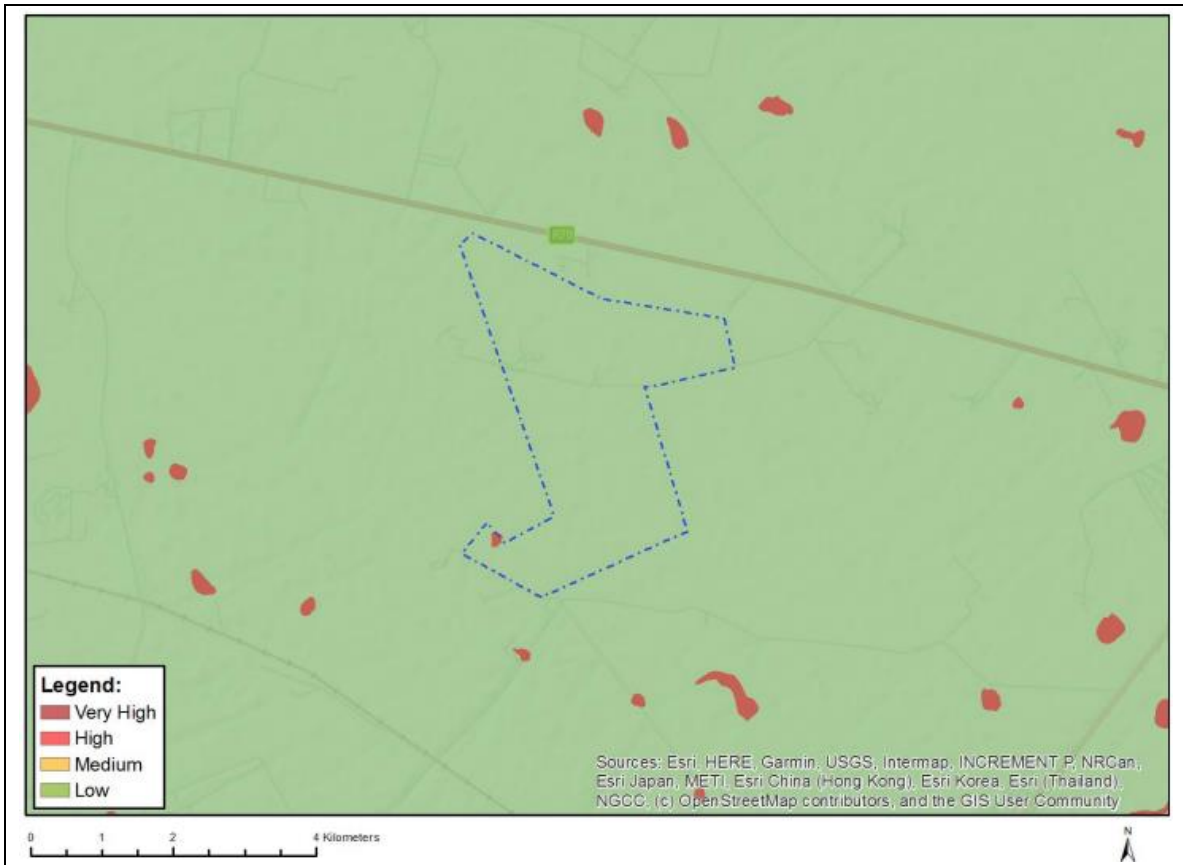 R70
Legend:
Very High
High
Medium
Low
Sources: Esri, HERE, Garmin, USGS, Intermap, INCREMENT P, NRCan,
Esri Japan, METI, Esri China (Hong Kong), Esri Korea, Esri (Thailand),
NGCC, (c) OpenStreetMap contributors, and the GIS User Community
0 1 2 4 Kilometers
N